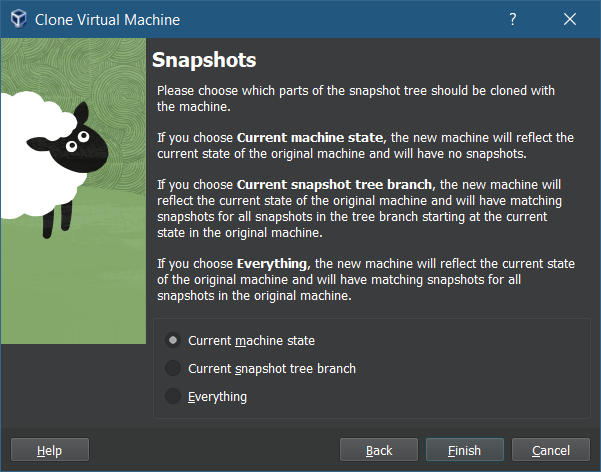 Clone Virtual Machine
?
Snapshots
Please choose which parts of the snapshot tree should be cloned with
the machine.
If you choose Current machine state, the new machine will reflect the
current state of the original machine and will have no snapshots.
If you choose Current snapshot tree branch, the new machine will
reflect the current state of the original machine and will have matching
snapshots for all snapshots in the tree branch starting at the current
state in the original machine.
If you choose Everything, the new machine will reflect the current state
of the original machine and will have matching snapshots for all
snapshots in the original machine.
Current machine state
Current snapshot tree branch
Everything
Help
Back
Finish
Cancel